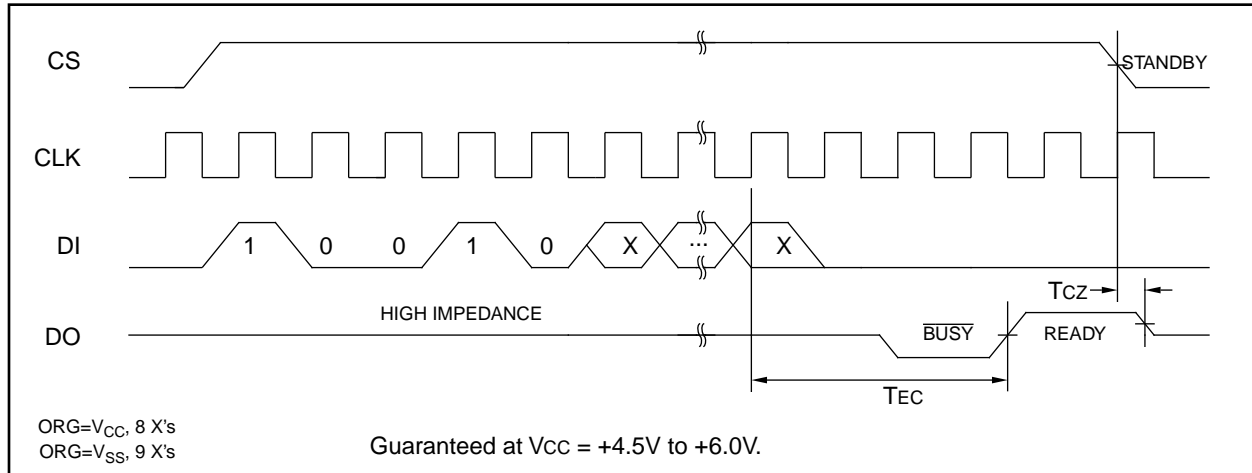 CS
STANDBY
CLK
DI
1 0 0 1 0 X ... X
TCZ
HIGH IMPEDANCE
DO
BUSY
READY
TEC
ORG=VCC, 8 X's
ORG=VSS, 9 X's
Guaranteed at VCC = +4.5V to +6.0V.